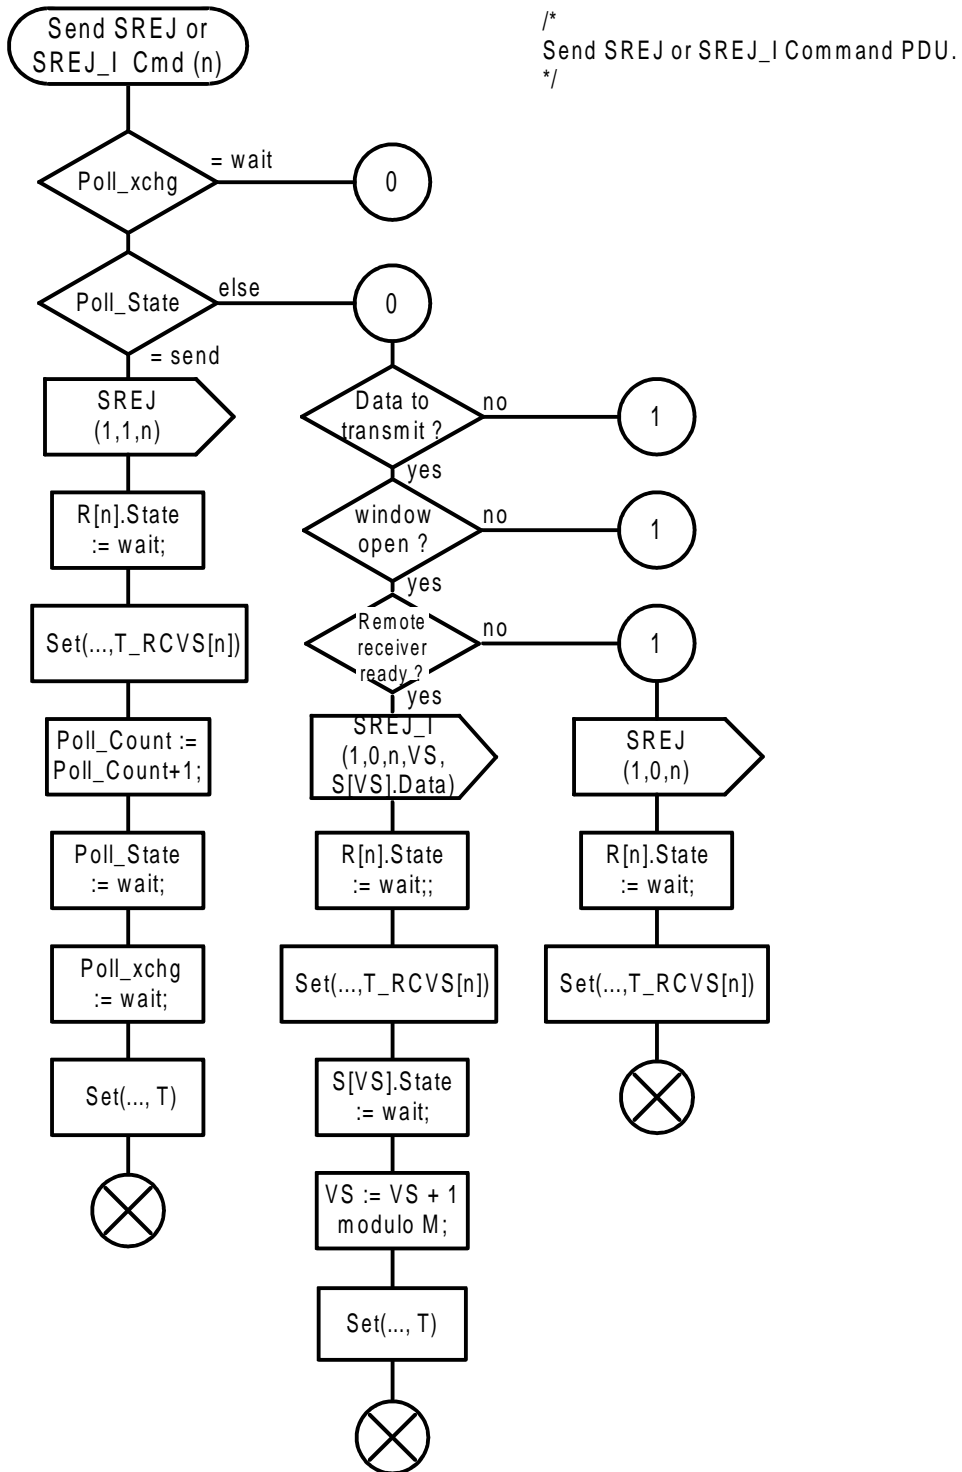 Send SREJ or
SREJ_I Cmd (n)
/*
Send SREJ or SREJ_I Command PDU.
*/
Poll_xchg
= wait
0
Poll_State
else
0
= send
SREJ
(1,1,n)
R[n].State
:= wait;
Set(...,T_RCVS[n])
Poll_Count :=
Poll_Count+1;
Poll_State
:= wait;
Poll_xchg
:= wait;
Set(..., T)
Data to
transmit ?
no
1
yes
window
open ?
no
1
yes
Remote
receiver
ready ?
no
1
yes
SREJ_I
(1,0,n,VS,
S[VS].Data)
R[n].State
:= wait;;
Set(...,T_RCVS[n])
S[VS].State
:= wait;
VS := VS + 1
modulo M;
Set(..., T)
SREJ
(1,0,n)
R[n].State
:= wait;
Set(...,T_RCVS[n])